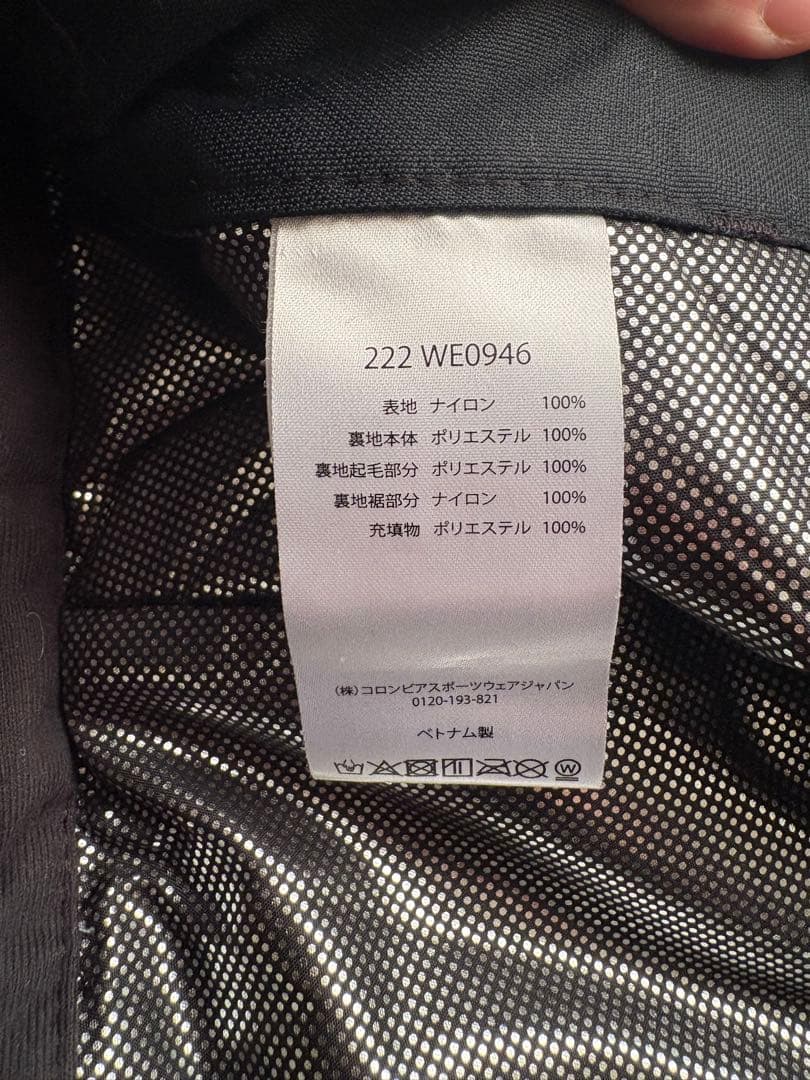 222 WE0946
表地 ナイロン 100%
裏地本体 ポリエステル 100%
裏地起毛部分 ポリエステル 100%
裏地裾部分 ナイロン 100%
充填物 ポリエステル 100%
(株)コロンビアスポーツウェアジャパン
0120-193-821
ベトナム製
W